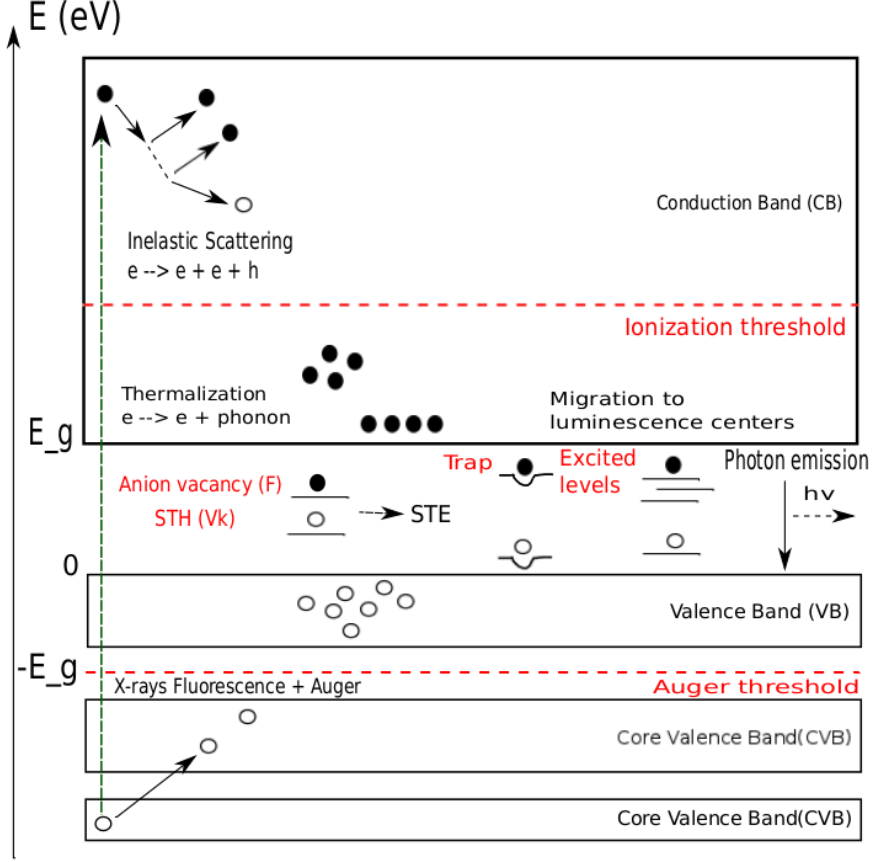 E (eV)
Conduction Band (CB)
Inelastic Scattering
e --> e + e + h
Ionization threshold
Thermalization
e --> e + phonon
Migration to
luminescence centers
E_g
Trap
Excited
levels
Photon emission
hν
Anion vacancy (F)
STH (Vk)
STE
0
Valence Band (VB)
-E_g
X-rays Fluorescence + Auger
Auger threshold
Core Valence Band(CVB)
Core Valence Band(CVB)